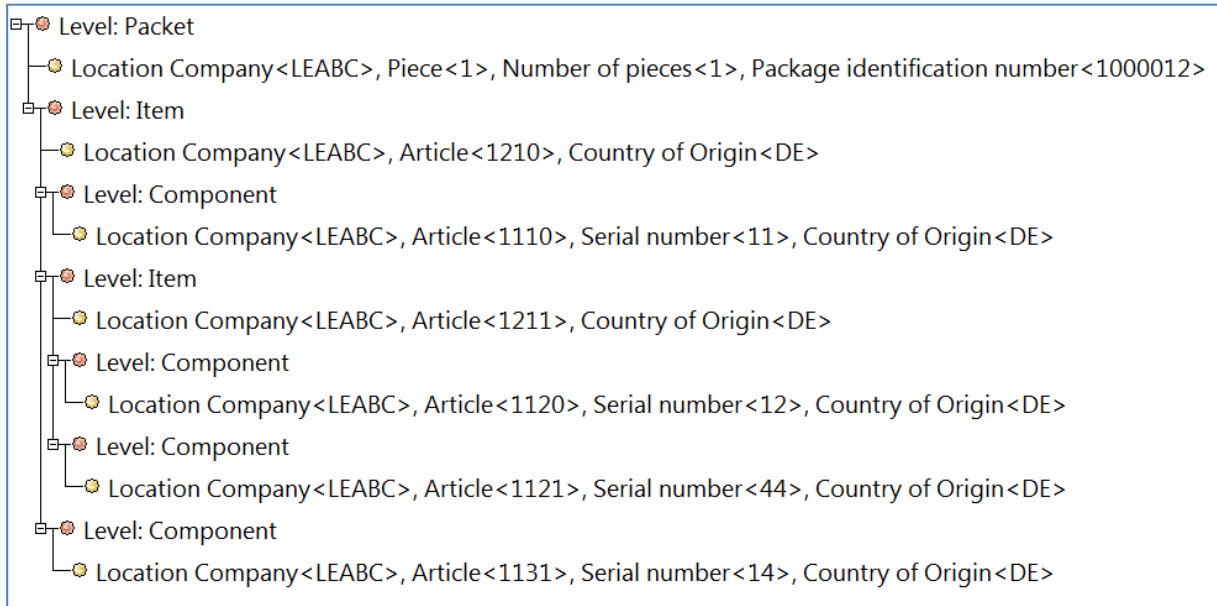 Level: Packet
Location Company<LEABC>, Piece<1>, Number of pieces<1>, Package identification number<1000012>
Level: Item
Location Company<LEABC>, Article<1210>, Country of Origin<DE>
Level: Component
Location Company<LEABC>, Article<1110>, Serial number<11>, Country of Origin<DE>
Level: Item
Location Company<LEABC>, Article<1211>, Country of Origin<DE>
Level: Component
Location Company<LEABC>, Article<1120>, Serial number<12>, Country of Origin<DE>
Level: Component
Location Company<LEABC>, Article<1121>, Serial number<44>, Country of Origin<DE>
Level: Component
Location Company<LEABC>, Article<1131>, Serial number<14>, Country of Origin<DE>